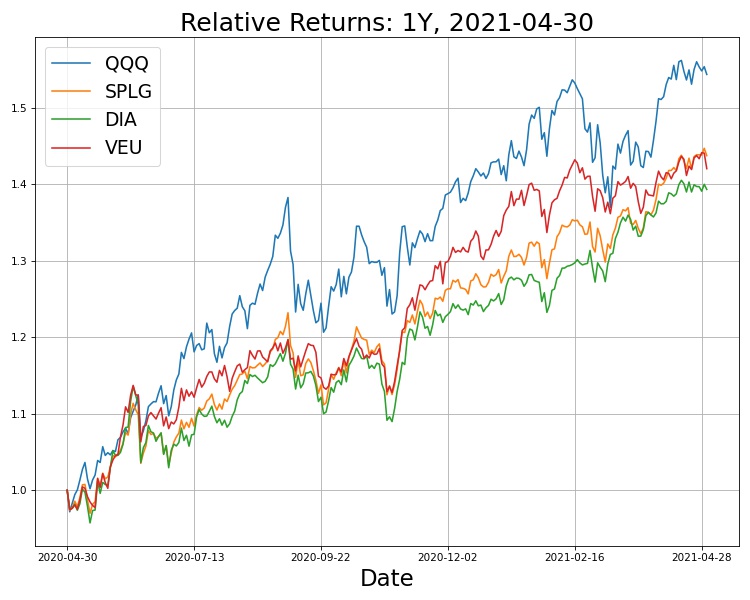 Relative Returns: 1Y, 2021-04-30
QQQ
SPLG
DIA
VEU
1.5
1.4
1.3
1.2
1.1
1.0
2020-04-30 2020-07-13 2020-09-22 2020-12-02 2021-02-16 2021-04-28
Date